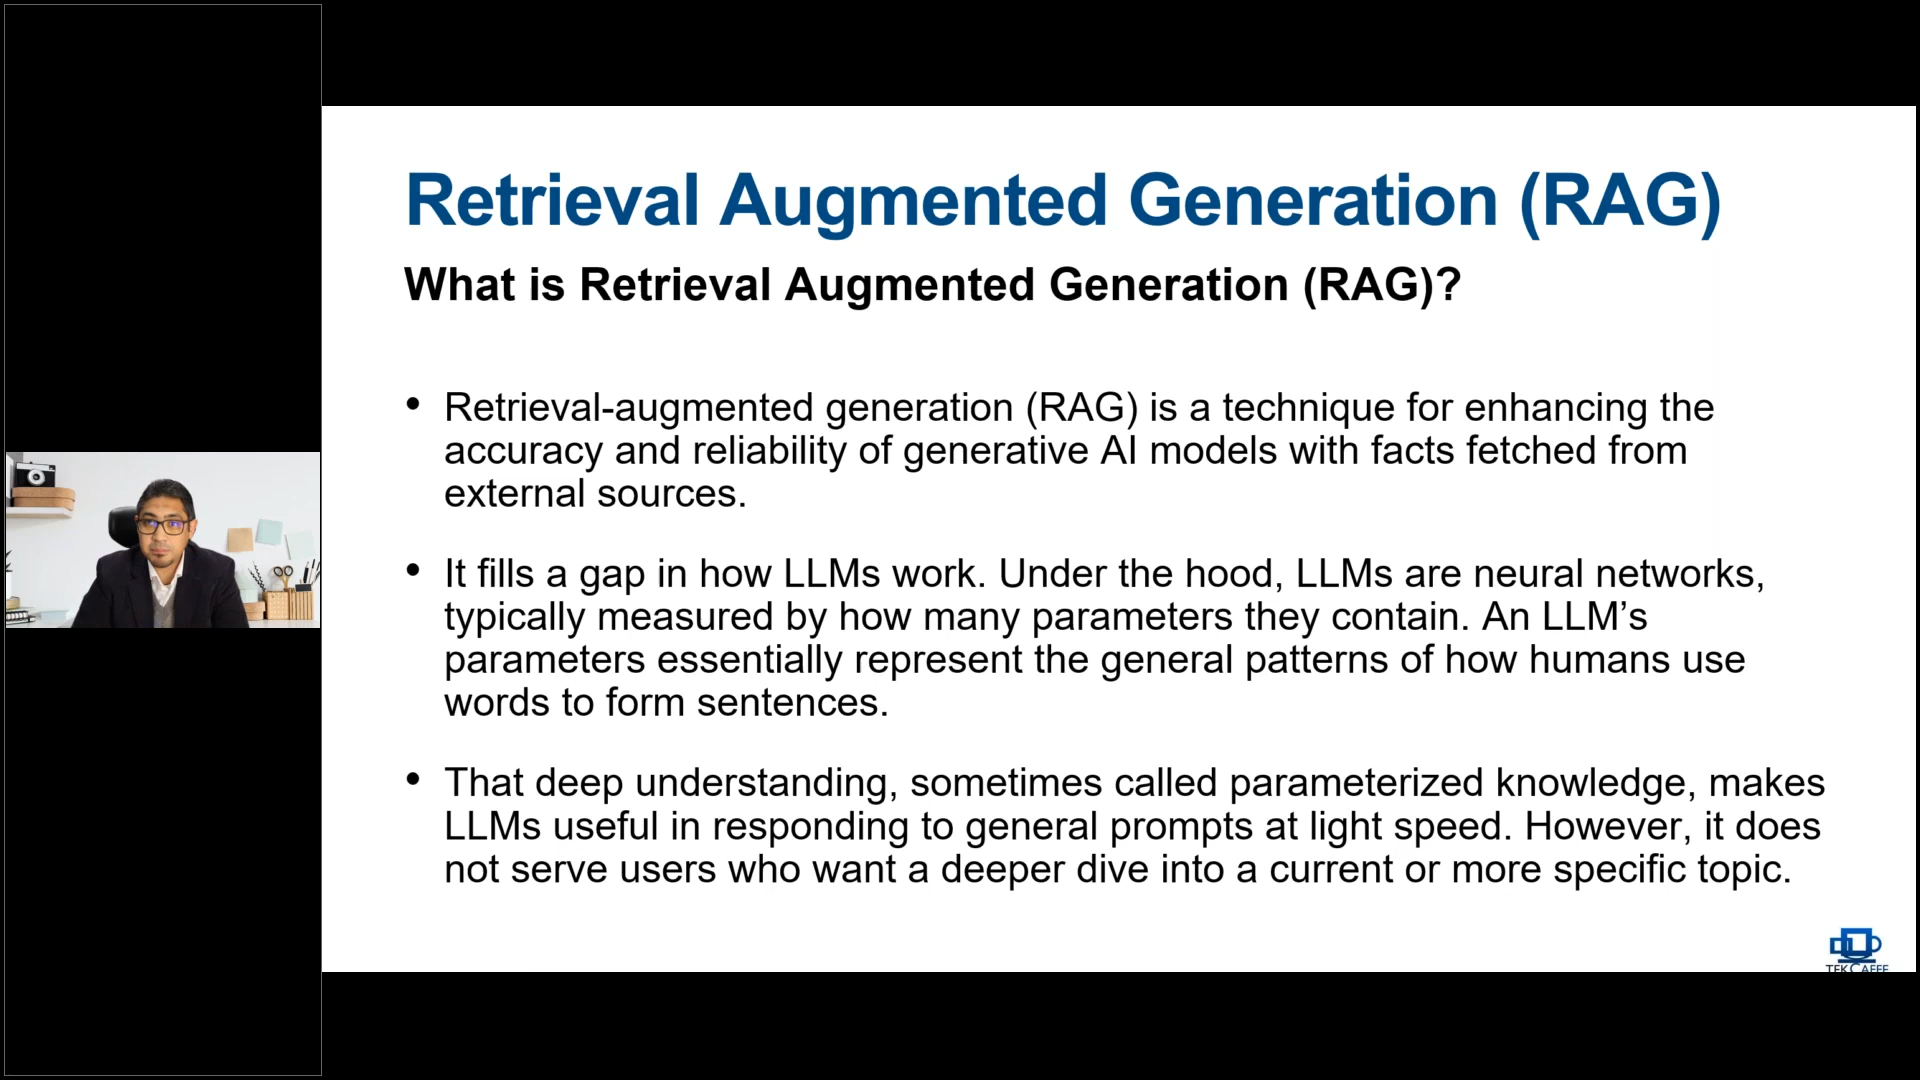 Retrieval Augmented Generation (RAG)
What is Retrieval Augmented Generation (RAG)?
• Retrieval-augmented generation (RAG) is a technique for enhancing the
accuracy and reliability of generative AI models with facts fetched from
external sources.
• It fills a gap in how LLMs work. Under the hood, LLMs are neural networks,
typically measured by how many parameters they contain. An LLM’s
parameters essentially represent the general patterns of how humans use
words to form sentences.
• That deep understanding, sometimes called parameterized knowledge, makes
LLMs useful in responding to general prompts at light speed. However, it does
not serve users who want a deeper dive into a current or more specific topic.
TEKCAFFE